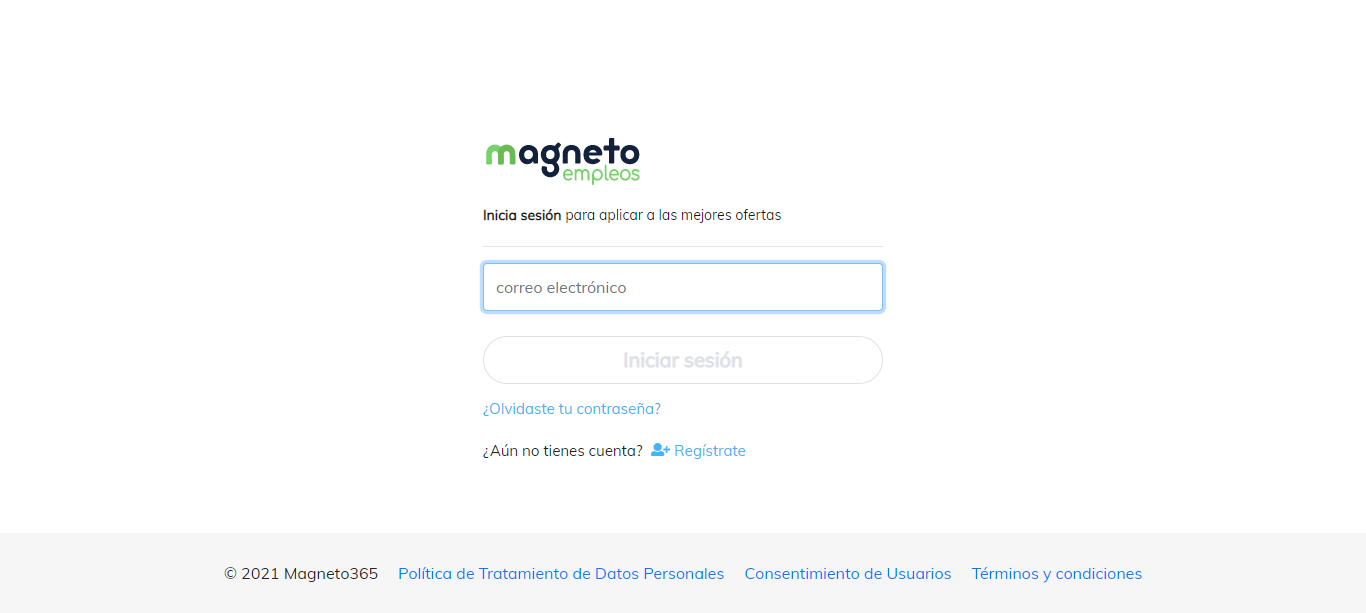 magneto
empleos
Inicia sesión para aplicar a las mejores ofertas
correo electrónico
Iniciar sesión
¿Olvidaste tu contraseña?
¿Aún no tienes cuenta? Regístrate
© 2021 Magneto365 Política de Tratamiento de Datos Personales Consentimiento de Usuarios Términos y condiciones